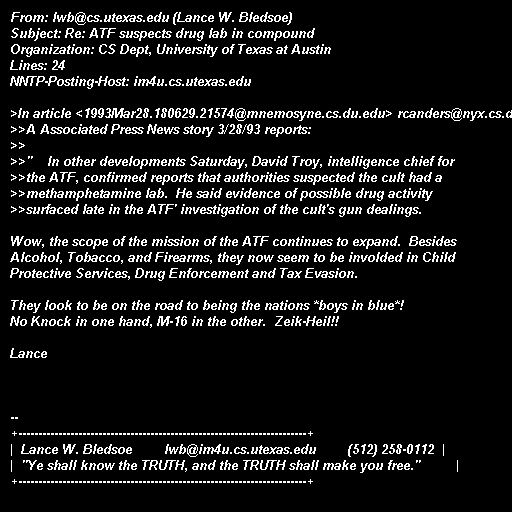 From: lwb@cs.utexas.edu (Lance W. Bledsoe)
Subject: Re: ATF suspects drug lab in compound
Organization: CS Dept, University of Texas at Austin
Lines: 24
NNTP-Posting-Host: im4u.cs.utexas.edu

>In article <1993Mar28.180629.21574@mnemosyne.cs.du.edu> rcanders@nyx.cs.d
>>A Associated Press News story 3/28/93 reports:
>>
>>"    In other developments Saturday, David Troy, intelligence chief for
>>the ATF, confirmed reports that authorities suspected the cult had a
>>methamphetamine lab.  He said evidence of possible drug activity
>>surfaced late in the ATF' investigation of the cult's gun dealings.

Wow, the scope of the mission of the ATF continues to expand.  Besides
Alcohol, Tobacco, and Firearms, they now seem to be involded in Child
Protective Services, Drug Enforcement and Tax Evasion.

They look to be on the road to being the nations *boys in blue*!
No Knock in one hand, M-16 in the other.  Zeik-Heil!!

Lance

--
+------------------------------------------------------------------------+
|  Lance W. Bledsoe        lwb@im4u.cs.utexas.edu        (512) 258-0112  |
|  "Ye shall know the TRUTH, and the TRUTH shall make you free."         |
+------------------------------------------------------------------------+